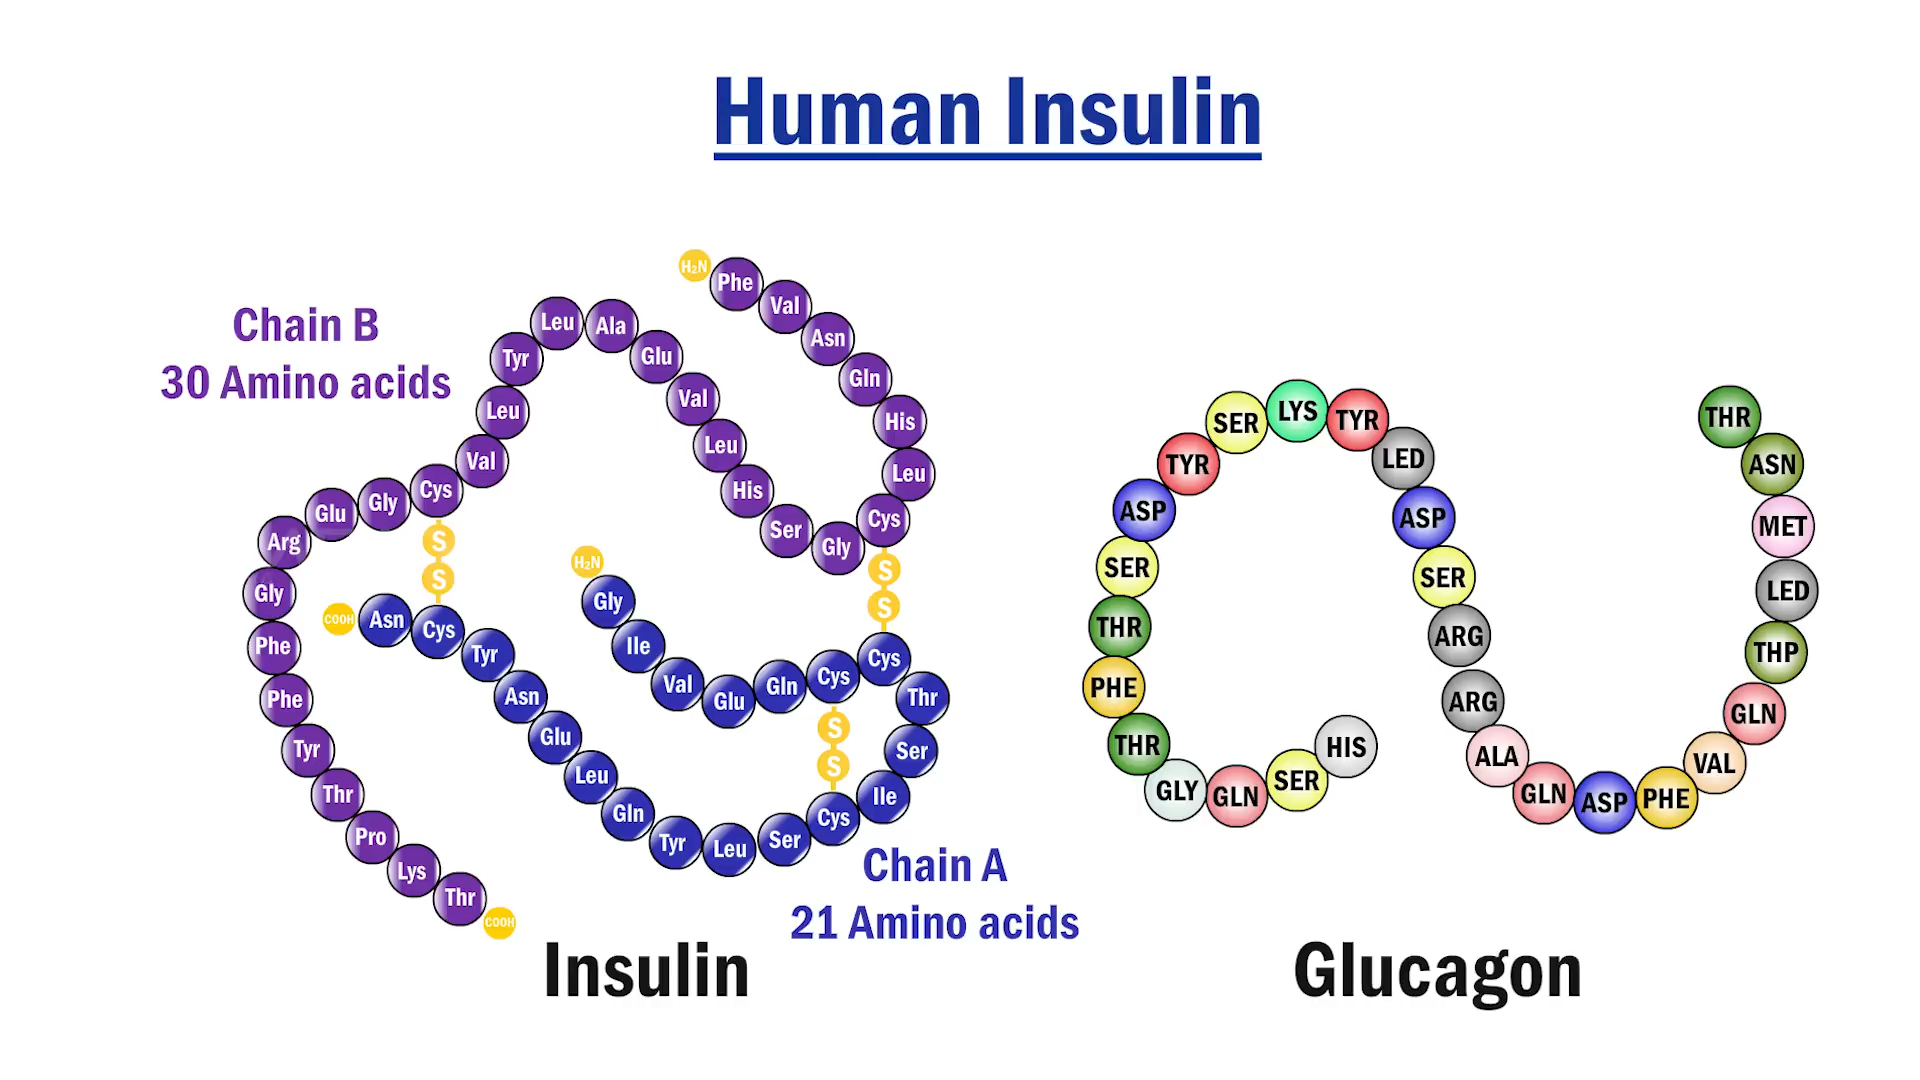 Human Insulin
Chain B
30 Amino acids
H₂N
Phe
Val
Asn
Gln
His
Leu
Cys
Gly
Ser
His
Leu
Val
Glu
Ala
Leu
Tyr
Leu
Val
Cys
Gly
Glu
Arg
Gly
Phe
Phe
Tyr
Thr
Pro
Lys
Thr
COOH
S
S
S
S
H₂N
Gly
Ile
Val
Glu
Gln
Cys
Cys
Thr
Ser
Ile
Cys
Ser
Leu
Tyr
Gln
Leu
Glu
Asn
Tyr
Cys
Asn
COOH
S
S
Chain A
21 Amino acids
Insulin
HIS
SER
GLN
GLY
THR
PHE
THR
SER
ASP
TYR
SER
LYS
TYR
LED
ASP
SER
ARG
ARG
ALA
GLN
ASP
PHE
VAL
GLN
THP
LED
MET
ASN
THR
Glucagon